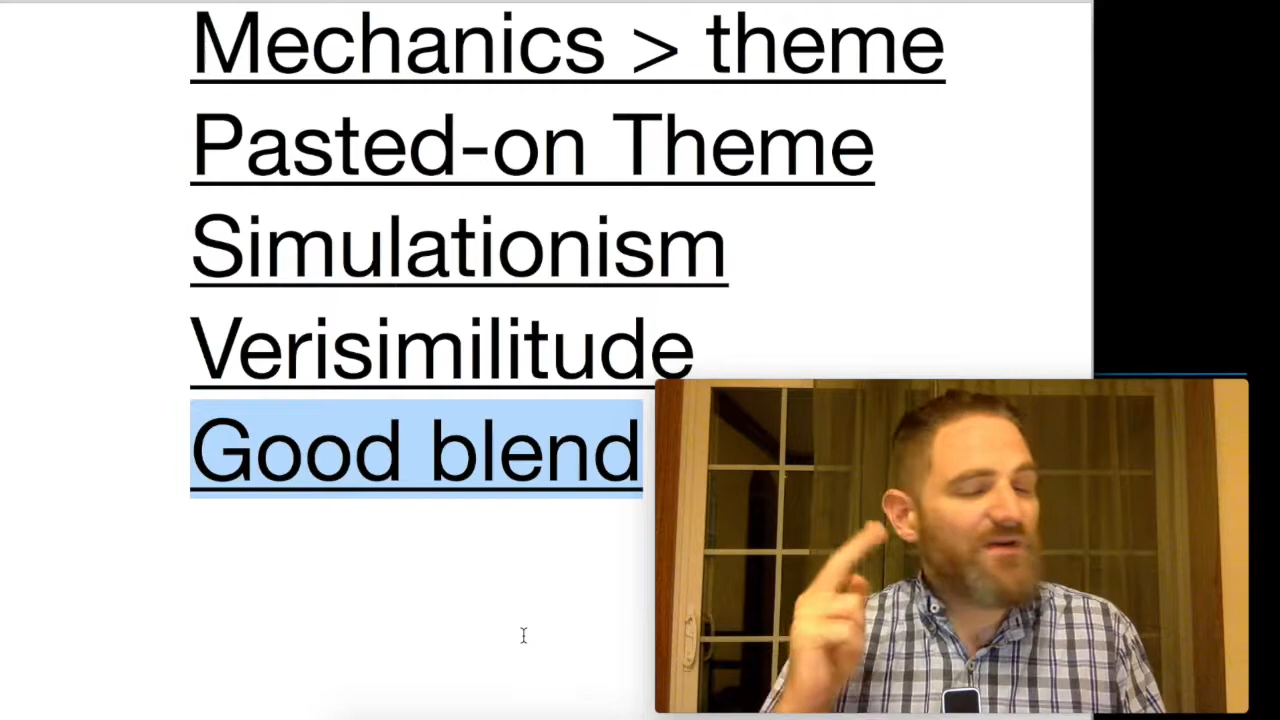 Mechanics > theme
Pasted-on Theme
Simulationism
Verisimilitude
Good blend